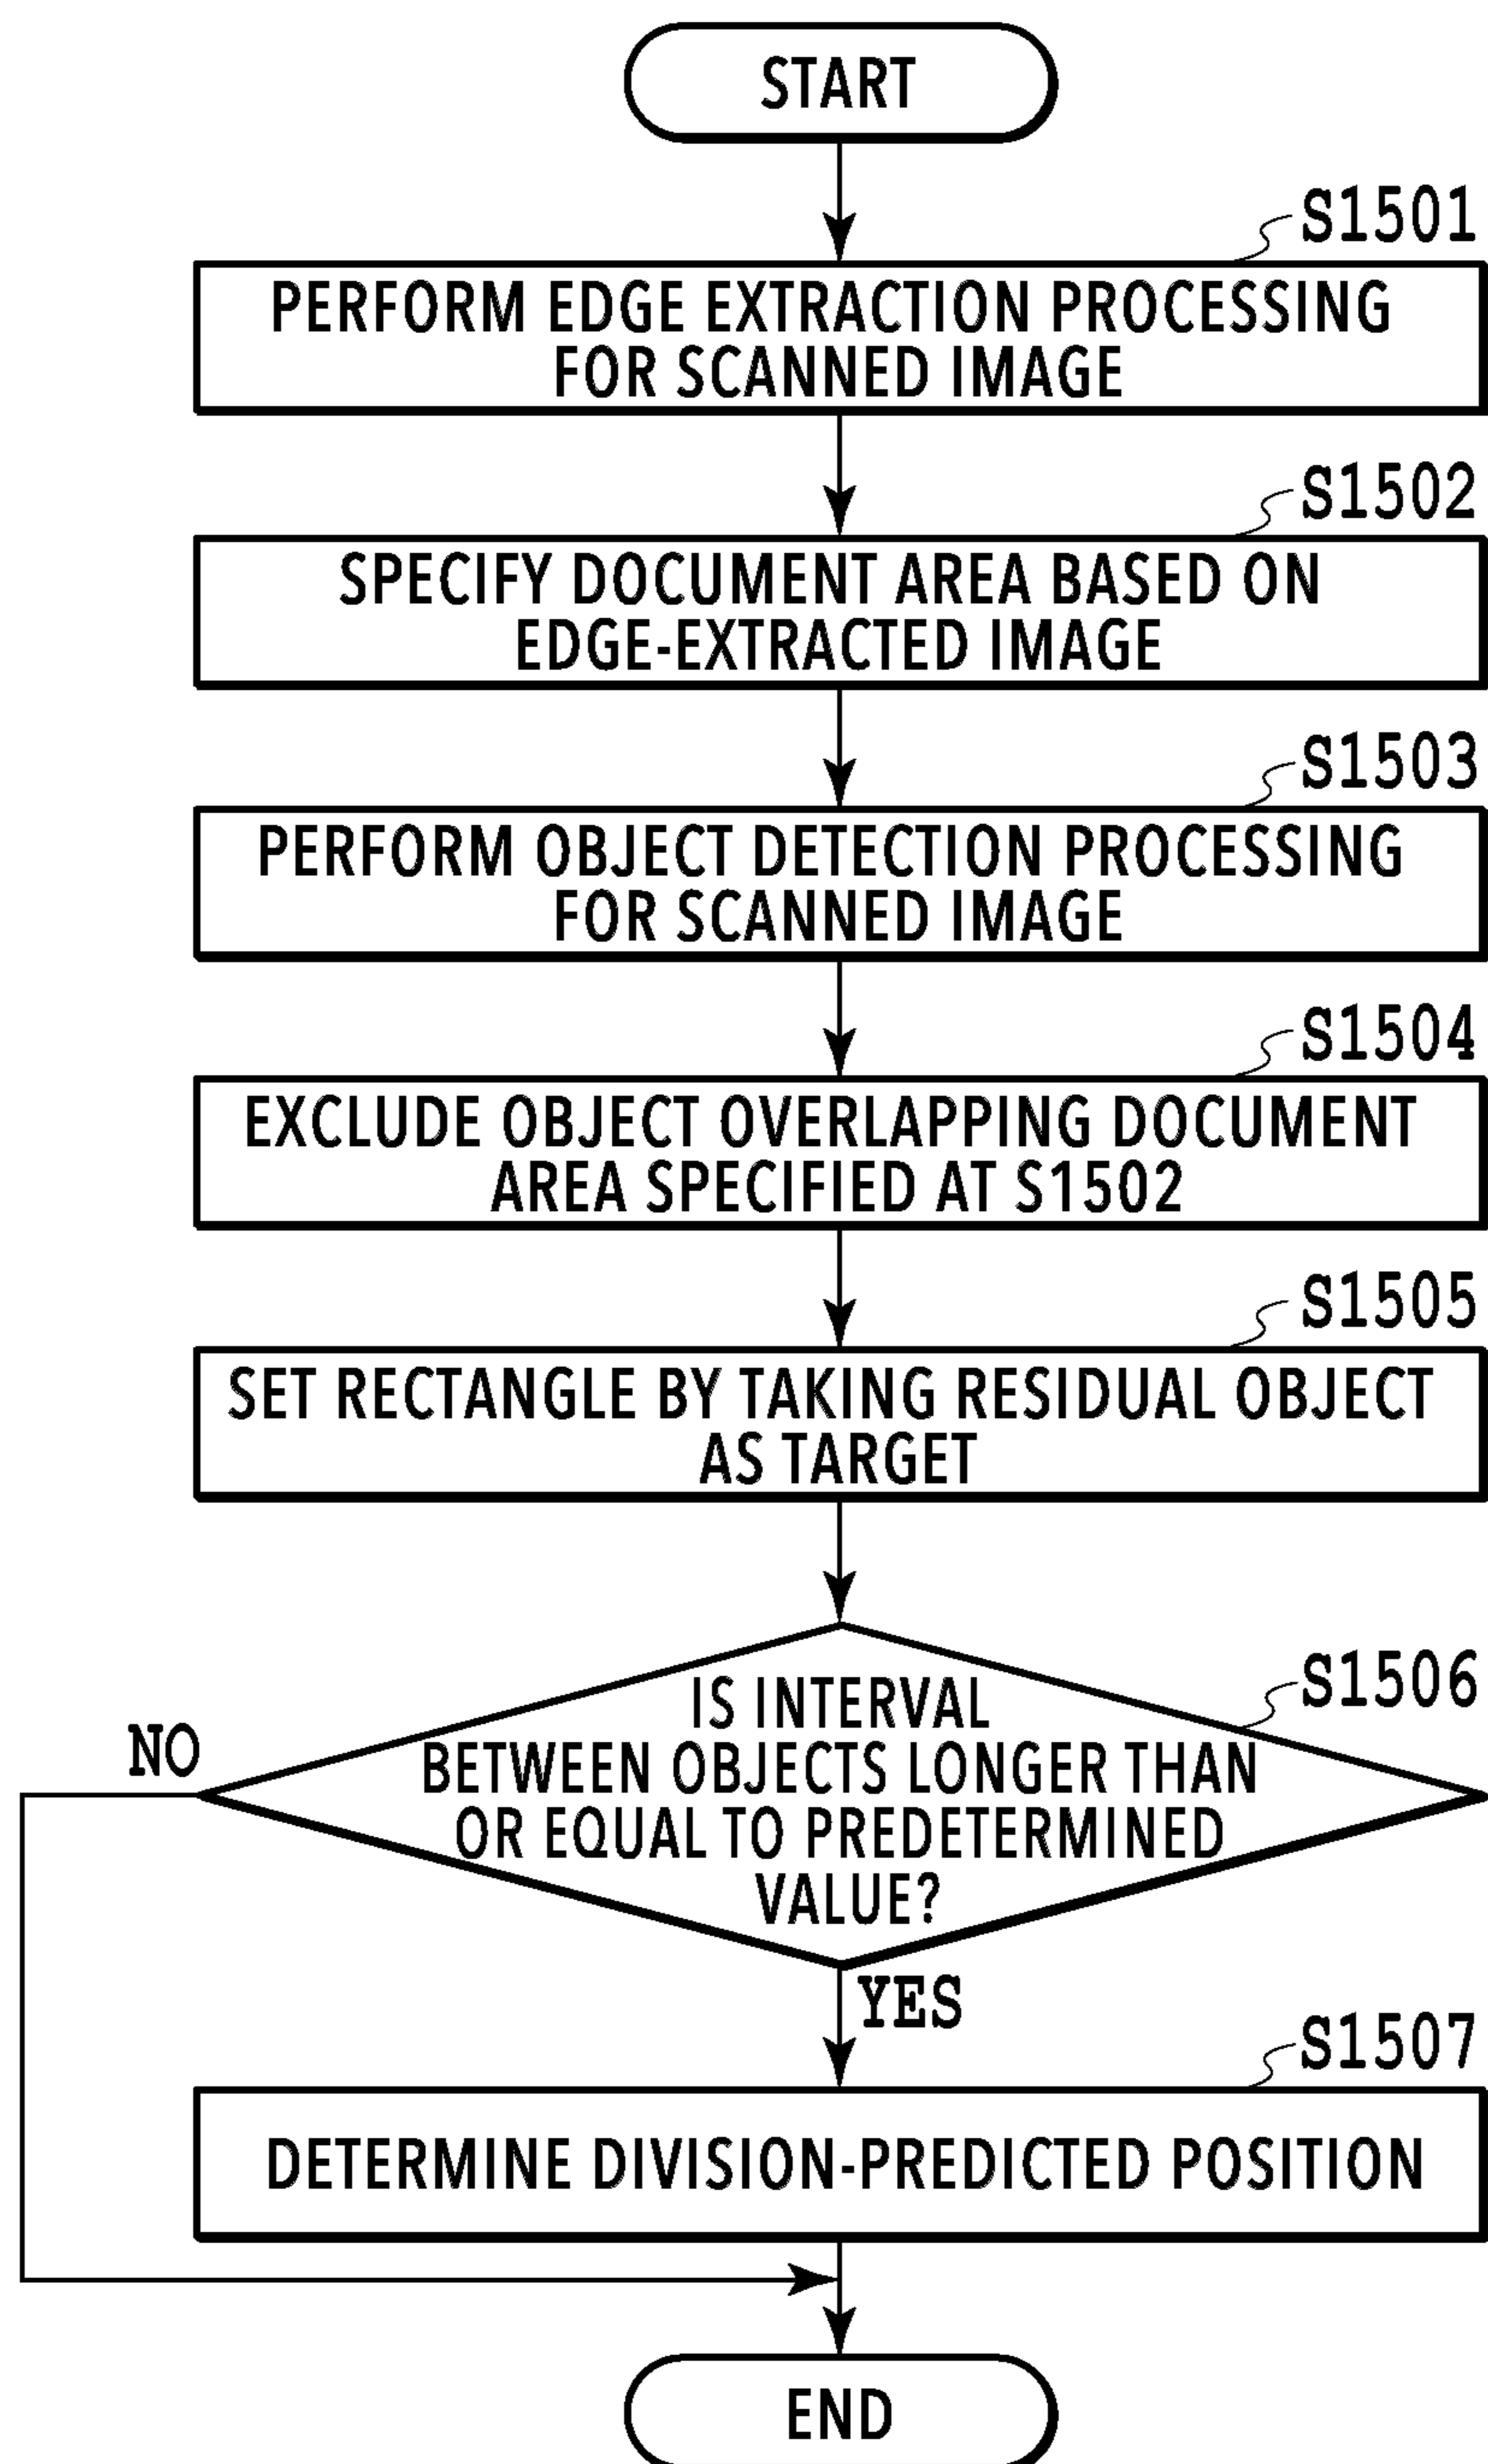 START
S1501
PERFORM EDGE EXTRACTION PROCESSING
FOR SCANNED IMAGE
S1502
SPECIFY DOCUMENT AREA BASED ON
EDGE-EXTRACTED IMAGE
S1503
PERFORM OBJECT DETECTION PROCESSING
FOR SCANNED IMAGE
S1504
EXCLUDE OBJECT OVERLAPPING DOCUMENT
AREA SPECIFIED AT S1502
S1505
SET RECTANGLE BY TAKING RESIDUAL OBJECT
AS TARGET
S1506
IS INTERVAL
BETWEEN OBJECTS LONGER THAN
OR EQUAL TO PREDETERMINED
VALUE?
NO
YES
S1507
DETERMINE DIVISION-PREDICTED POSITION
END